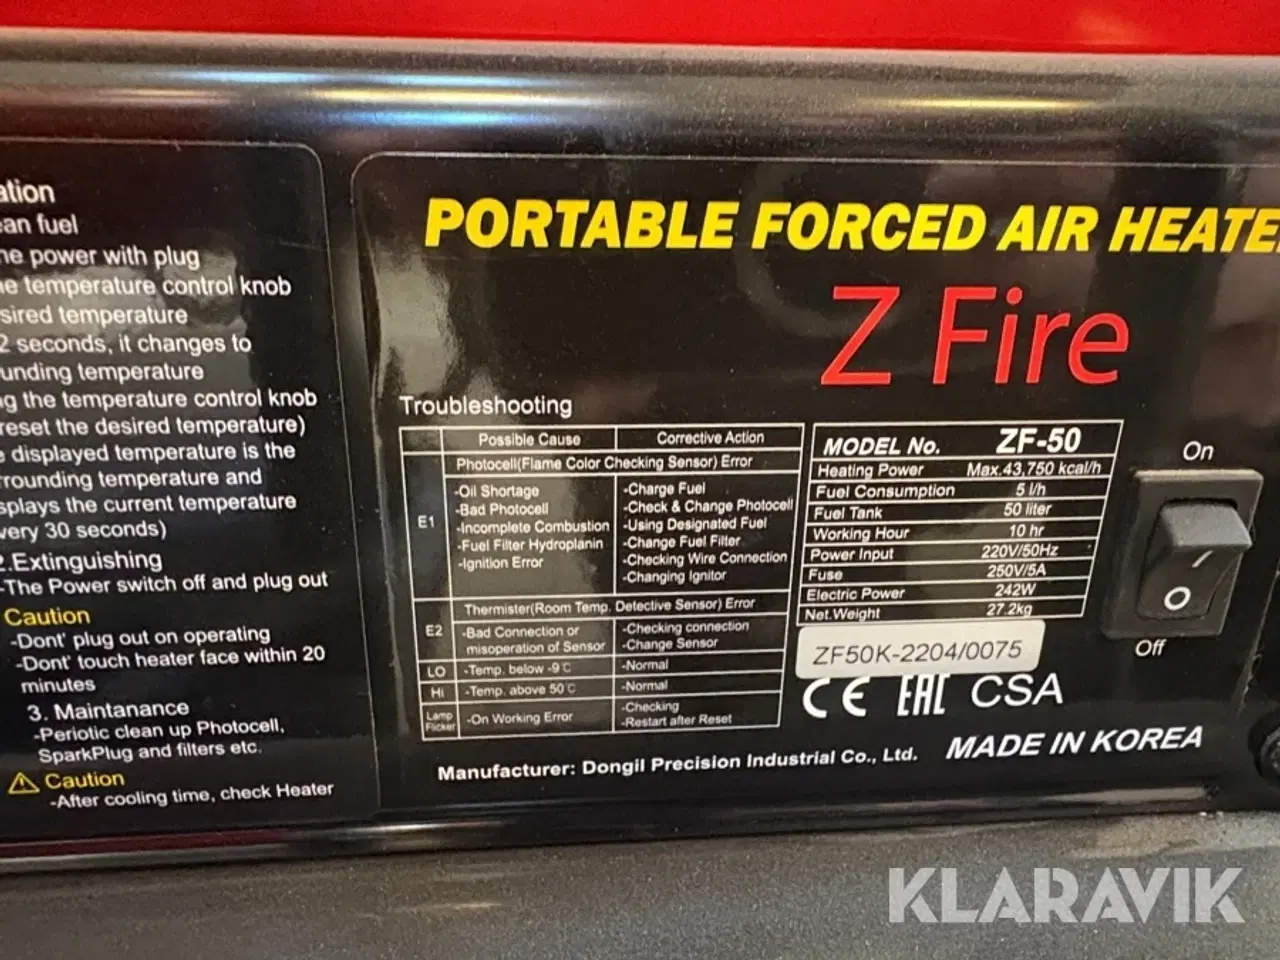 ation
ean fuel
he power with plug
he temperature control knob
sired temperature
2 seconds, it changes to
unding temperature
g the temperature control knob
reset the desired temperature)
e displayed temperature is the
rounding temperature and
splays the current temperature
very 30 seconds)
2.Extinguishing
-The Power switch off and plug out
Caution
-Dont' plug out on operating
-Dont' touch heater face within 20
minutes
3. Maintanance
-Periotic clean up Photocell,
SparkPlug and filters etc.
Caution
-After cooling time, check Heater
PORTABLE FORCED AIR HEATE
Z Fire
Troubleshooting
Possible Cause Corrective Action
Photocell(Flame Color Checking Sensor) Error
E1
-Oil Shortage
-Bad Photocell
-Incomplete Combustion
-Fuel Filter Hydroplanin
-Ignition Error
-Charge Fuel
-Check & Change Photocell
-Using Designated Fuel
-Change Fuel Filter
-Checking Wire Connection
-Changing Ignitor
Thermister(Room Temp. Detective Sensor) Error
E2
-Bad Connection or
misoperation of Sensor
-Checking connection
-Change Sensor
LO -Temp. below -9℃ -Normal
Hi -Temp. above 50℃ -Normal
Lamp
Flicker
-On Working Error
-Checking
-Restart after Reset
MODEL No. ZF-50
Heating Power Max.43,750 kcal/h
Fuel Consumption 5 l/h
Fuel Tank 50 liter
Working Hour 10 hr
Power Input 220V/50Hz
Fuse 250V/5A
Electric Power 242W
Net.Weight 27.2kg
ZF50K-2204/0075
CE EAC CSA
Manufacturer: Dongil Precision Industrial Co., Ltd.
MADE IN KOREA
On
Off
KLARAVIK